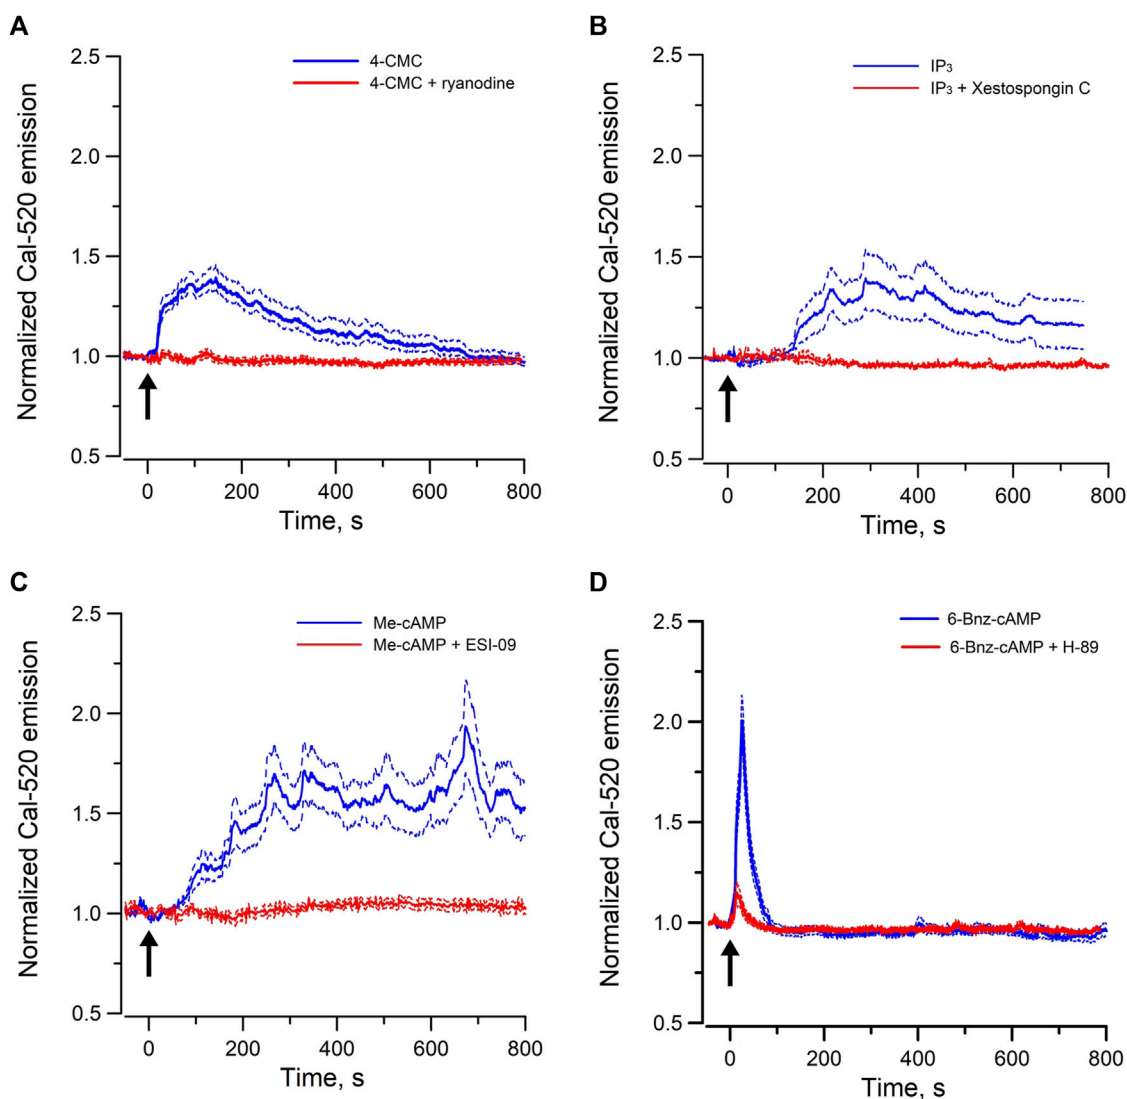 A
Normalized Cal-520 emission
2.5
2.0
1.5
1.0
0.5
4-CMC
4-CMC + ryanodine
0
200
400
600
800
Time, s
B
Normalized Cal-520 emission
2.5
2.0
1.5
1.0
0.5
IP₃
IP₃ + Xestospongin C
0
200
400
600
800
Time, s
C
Normalized Cal-520 emission
2.5
2.0
1.5
1.0
0.5
Me-cAMP
Me-cAMP + ESI-09
0
200
400
600
800
Time, s
D
Normalized Cal-520 emission
2.5
2.0
1.5
1.0
0.5
6-Bnz-cAMP
6-Bnz-cAMP + H-89
0
200
400
600
800
Time, s